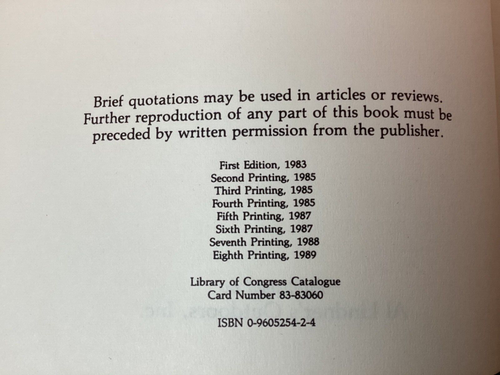 Brief quotations may be used in articles or reviews.
Further reproduction of any part of this book must be
preceded by written permission from the publisher.
First Edition, 1983
Second Printing, 1985
Third Printing, 1985
Fourth Printing, 1985
Fifth Printing, 1987
Sixth Printing, 1987
Seventh Printing, 1988
Eighth Printing, 1989
Library of Congress Catalogue
Card Number 83-83060
ISBN 0-9605254-2-4